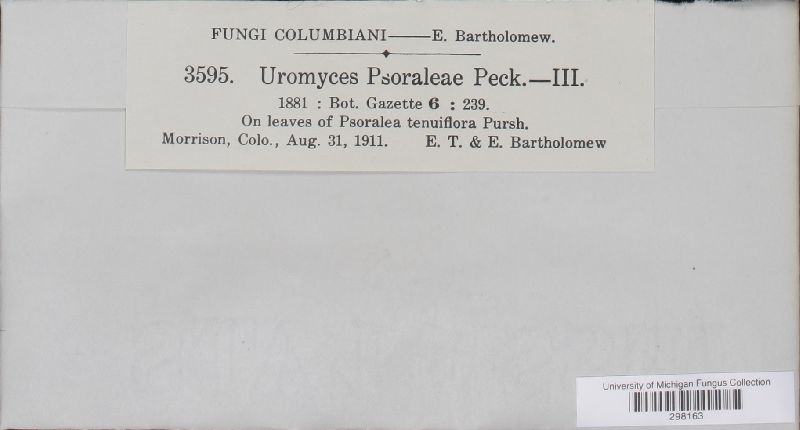 FUNGI COLUMBIANI——E. Bartholomew.
3595. Uromyces Psoraleae Peck.—III.
1881 : Bot. Gazette 6 : 239.
On leaves of Psoralea tenuiflora Pursh.
Morrison, Colo., Aug. 31, 1911. E. T. & E. Bartholomew
University of Michigan Fungus Collection
298163